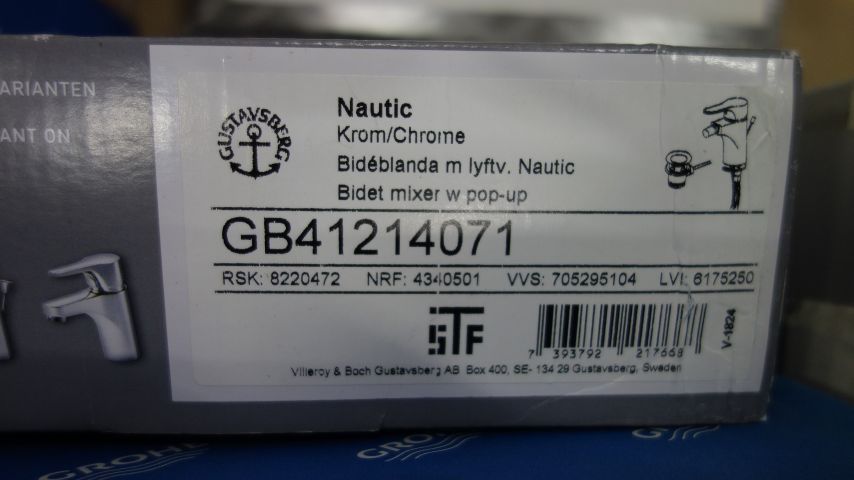 ARIANTEN
ANT ON
GUSTAVSBERG
Nautic
Krom/Chrome
Bidéblanda m lyftv. Nautic
Bidet mixer w pop-up
GB41214071
RSK: 8220472 NRF: 4340501 VVS: 705295104 LVI: 6175250
STF
7 393792 217668
V-1824
Villeroy & Boch Gustavsberg AB Box 400, SE- 134 29 Gustavsberg, Sweden
GROHE
GROHE
GROHE